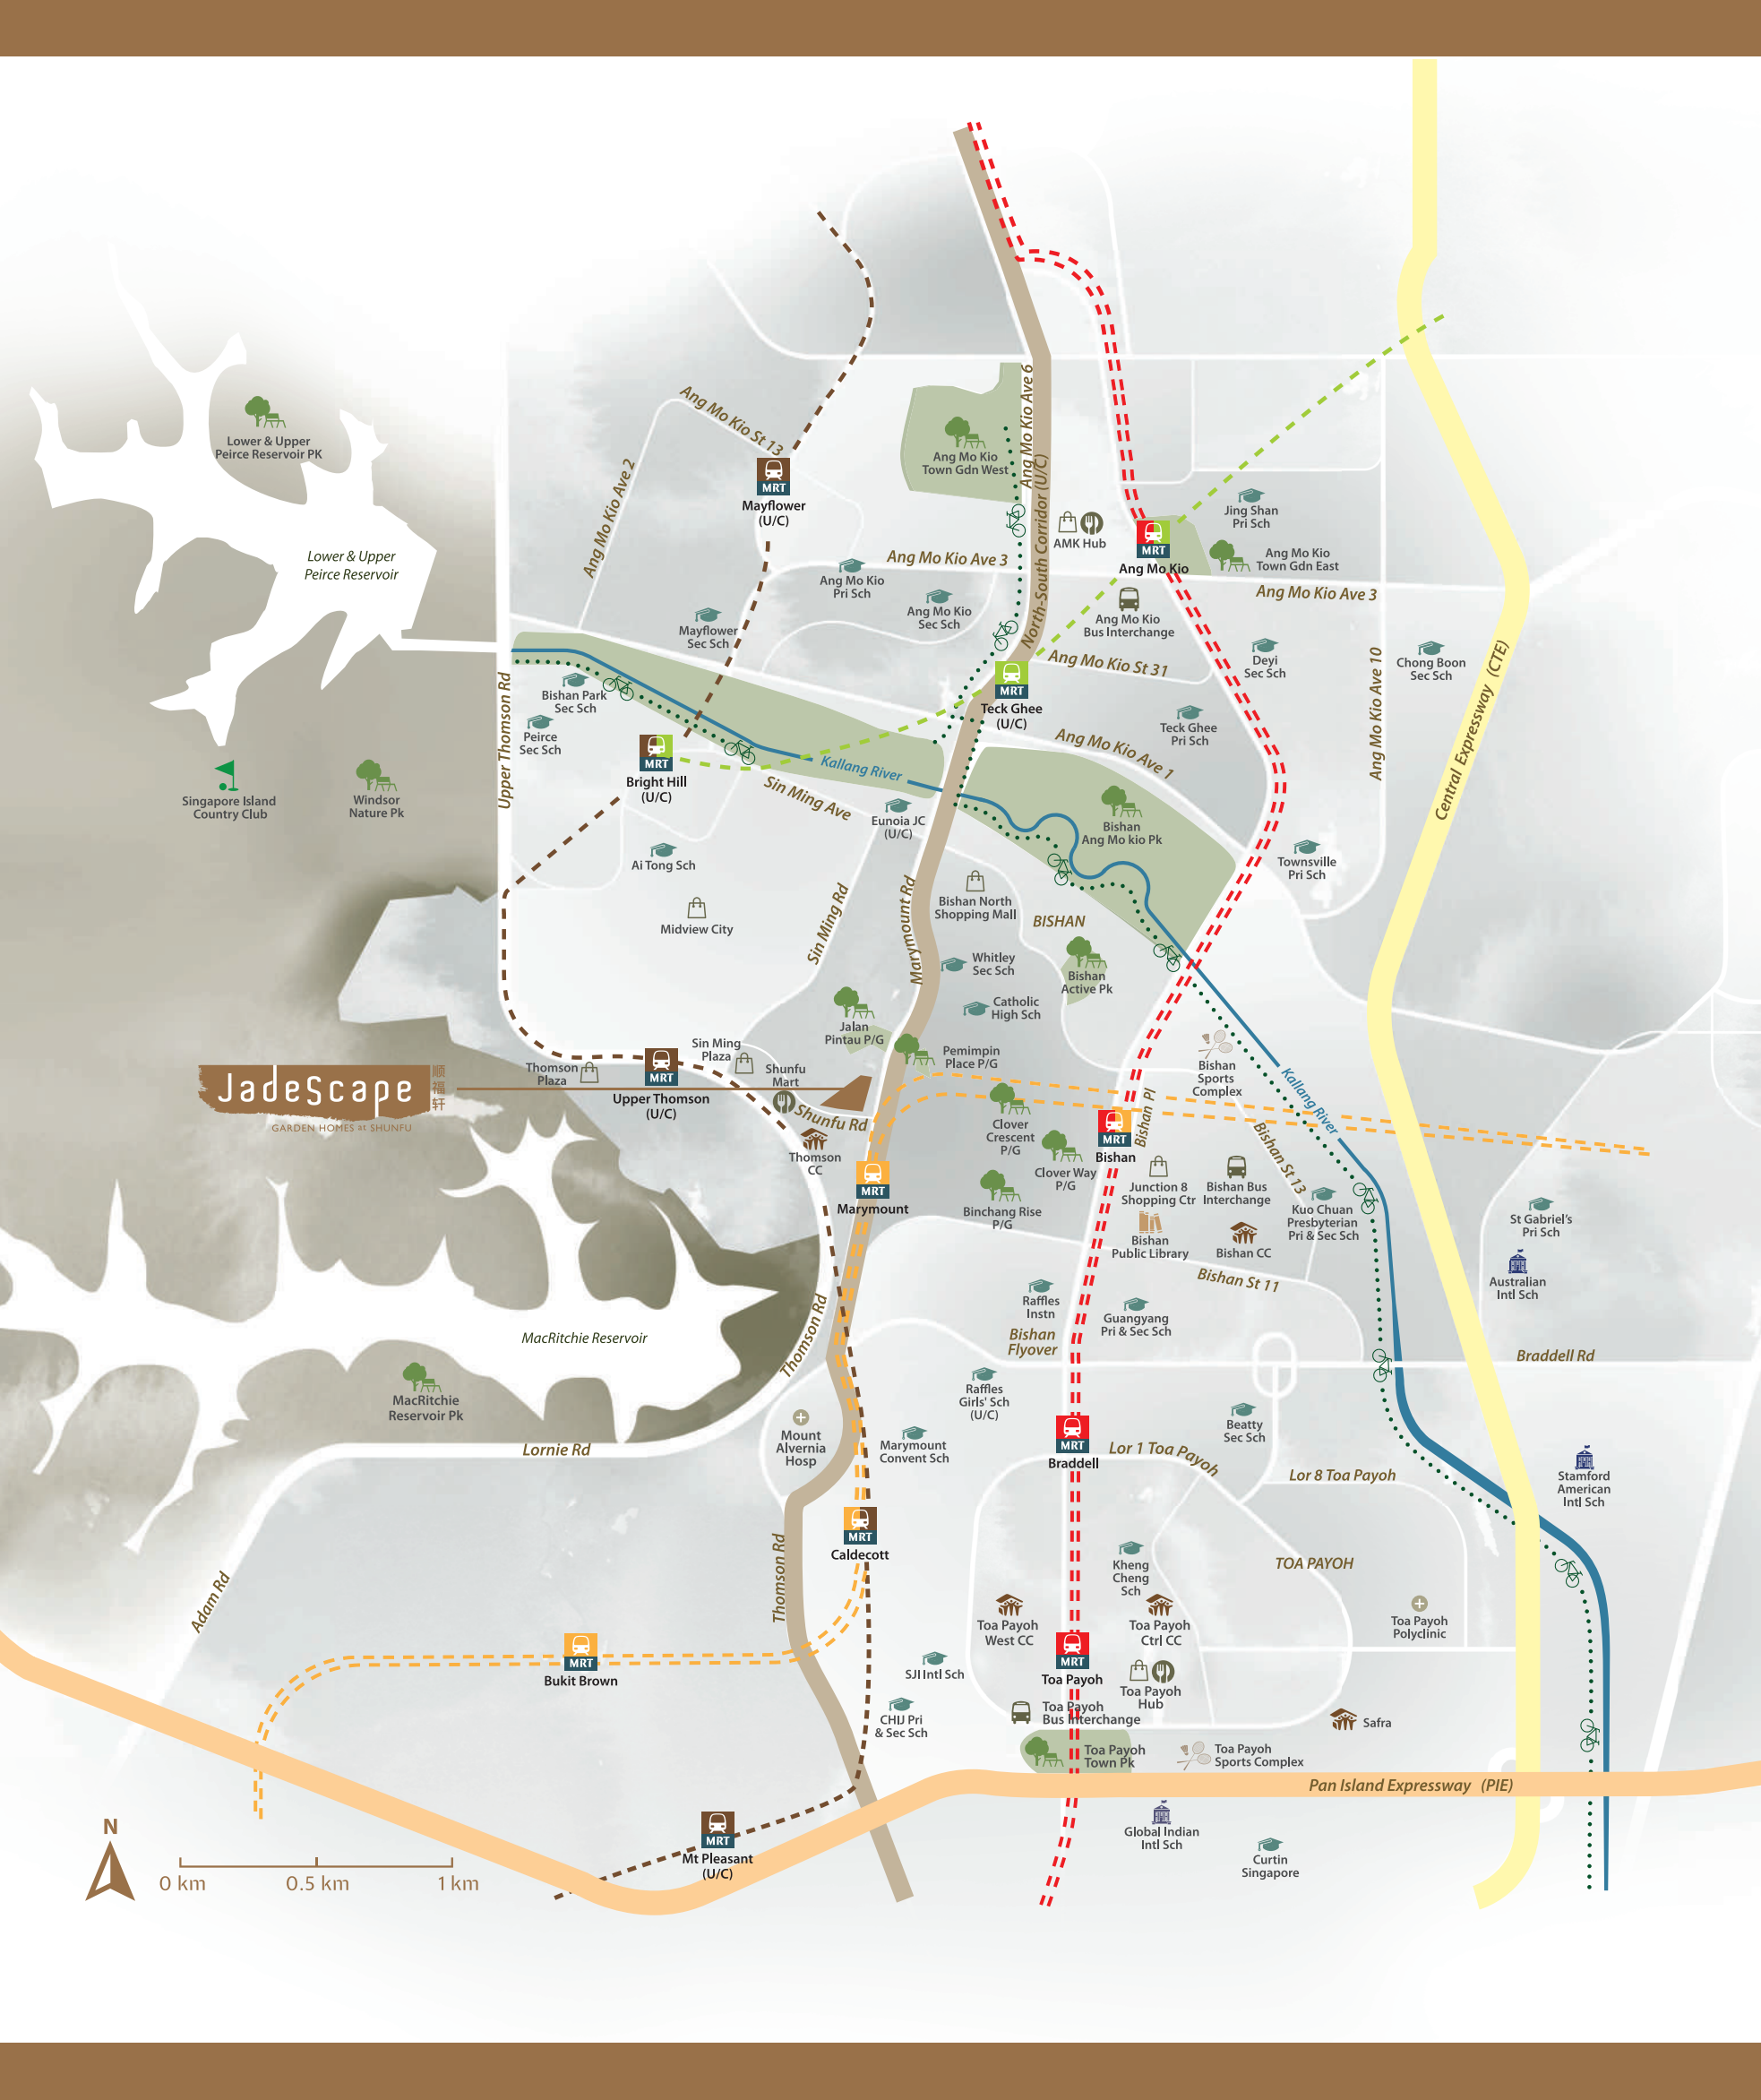 Ang Mo Kio Ave 6
Ang Mo Kio St 13
Lower & Upper
Peirce Reservoir PK
Ang Mo Kio
Town Gdn West
North-South Corridor (U/C)
Ang Mo Kio Ave 2
MRT
Mayflower
(U/C)
Jing Shan
Pri Sch
AMK Hub
MRT
Ang Mo Kio
Ang Mo Kio
Town Gdn East
Lower & Upper
Peirce Reservoir
Ang Mo Kio Ave 3
Ang Mo Kio
Pri Sch
Ang Mo Kio Ave 3
Ang Mo Kio
Sec Sch
Ang Mo Kio
Bus Interchange
Mayflower
Sec Sch
Ang Mo Kio St 31
Deyi
Sec Sch
Chong Boon
Sec Sch
Central Expressway (CTE)
Ang Mo Kio Ave 10
Upper Thomson Rd
Bishan Park
Sec Sch
MRT
Teck Ghee
(U/C)
Teck Ghee
Pri Sch
Peirce
Sec Sch
MRT
Bright Hill
(U/C)
Ang Mo Kio Ave 1
Kallang River
Sin Ming Ave
Singapore Island
Country Club
Windsor
Nature Pk
Eunoia JC
(U/C)
Bishan
Ang Mo kio Pk
Ai Tong Sch
Townsville
Pri Sch
Midview City
Sin Ming Rd
Marymount Rd
Bishan North
Shopping Mall
BISHAN
Whitley
Sec Sch
Bishan
Active Pk
Catholic
High Sch
Jalan
Pintau P/G
Sin Ming
Plaza
Pemimpin
Place P/G
Thomson
Plaza
MRT
Upper Thomson
(U/C)
Shunfu
Mart
Bishan
Sports
Complex
Kallang River
JadeScape
顺
福
轩
GARDEN HOMES at SHUNFU
Shunfu Rd
Clover
Crescent
P/G
MRT
Bishan
Bishan Pl
Thomson
CC
Clover Way
P/G
Bishan St 13
MRT
Marymount
Binchang Rise
P/G
Junction 8
Shopping Ctr
Bishan Bus
Interchange
Kuo Chuan
Presbyterian
Pri & Sec Sch
St Gabriel's
Pri Sch
Bishan
Public Library
Bishan CC
Bishan St 11
Australian
Intl Sch
Raffles
Instn
Guangyang
Pri & Sec Sch
MacRitchie Reservoir
Thomson Rd
Bishan
Flyover
Braddell Rd
MacRitchie
Reservoir Pk
Raffles
Girls' Sch
(U/C)
Beatty
Sec Sch
Lornie Rd
Mount
Alvernia
Hosp
Marymount
Convent Sch
MRT
Braddell
Lor 1 Toa Payoh
Lor 8 Toa Payoh
Stamford
American
Intl Sch
MRT
Caldecott
Kheng
Cheng
Sch
TOA PAYOH
Adam Rd
Thomson Rd
Toa Payoh
West CC
Toa Payoh
Ctrl CC
Toa Payoh
Polyclinic
MRT
Bukit Brown
SJI Intl Sch
MRT
Toa Payoh
Toa Payoh
Hub
CHIJ Pri
& Sec Sch
Toa Payoh
Bus Interchange
Safra
Toa Payoh
Town Pk
Toa Payoh
Sports Complex
Pan Island Expressway (PIE)
MRT
Mt Pleasant
(U/C)
Global Indian
Intl Sch
Curtin
Singapore
N
0 km
0.5 km
1 km